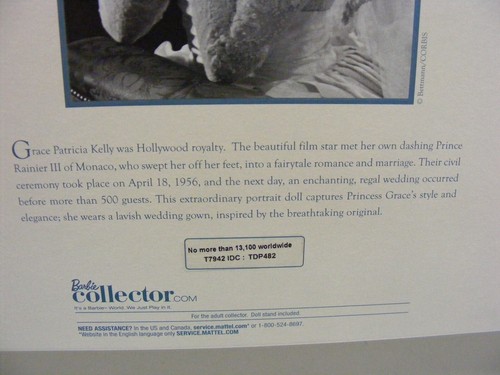 © Bettmann/CORBIS
Grace Patricia Kelly was Hollywood royalty. The beautiful film star met her own dashing Prince
Rainier III of Monaco, who swept her off her feet, into a fairytale romance and marriage. Their civil
ceremony took place on April 18, 1956, and the next day, an enchanting, regal wedding occurred
before more than 500 guests. This extraordinary portrait doll captures Princess Grace's style and
elegance; she wears a lavish wedding gown, inspired by the breathtaking original.
No more than 13,100 worldwide
T7942 IDC : TDP482
Barbie
collector.COM
It's a Barbie® World. We Just Play in it.
For the adult collector. Doll stand included.
NEED ASSISTANCE? In the US and Canada, service.mattel.com* or 1-800-524-8697.
*Website in the English language only SERVICE.MATTEL.COM